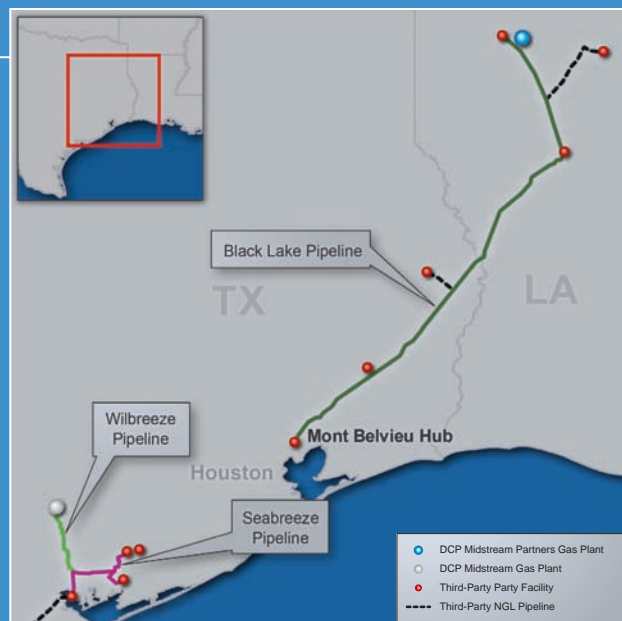 Black Lake Pipeline
TX
LA
Wilbreeze
Pipeline
Mont Belvieu Hub
Houston
Seabreeze
Pipeline
DCP Midstream Partners Gas Plant
DCP Midstream Gas Plant
Third-Party Party Facility
Third-Party NGL Pipeline